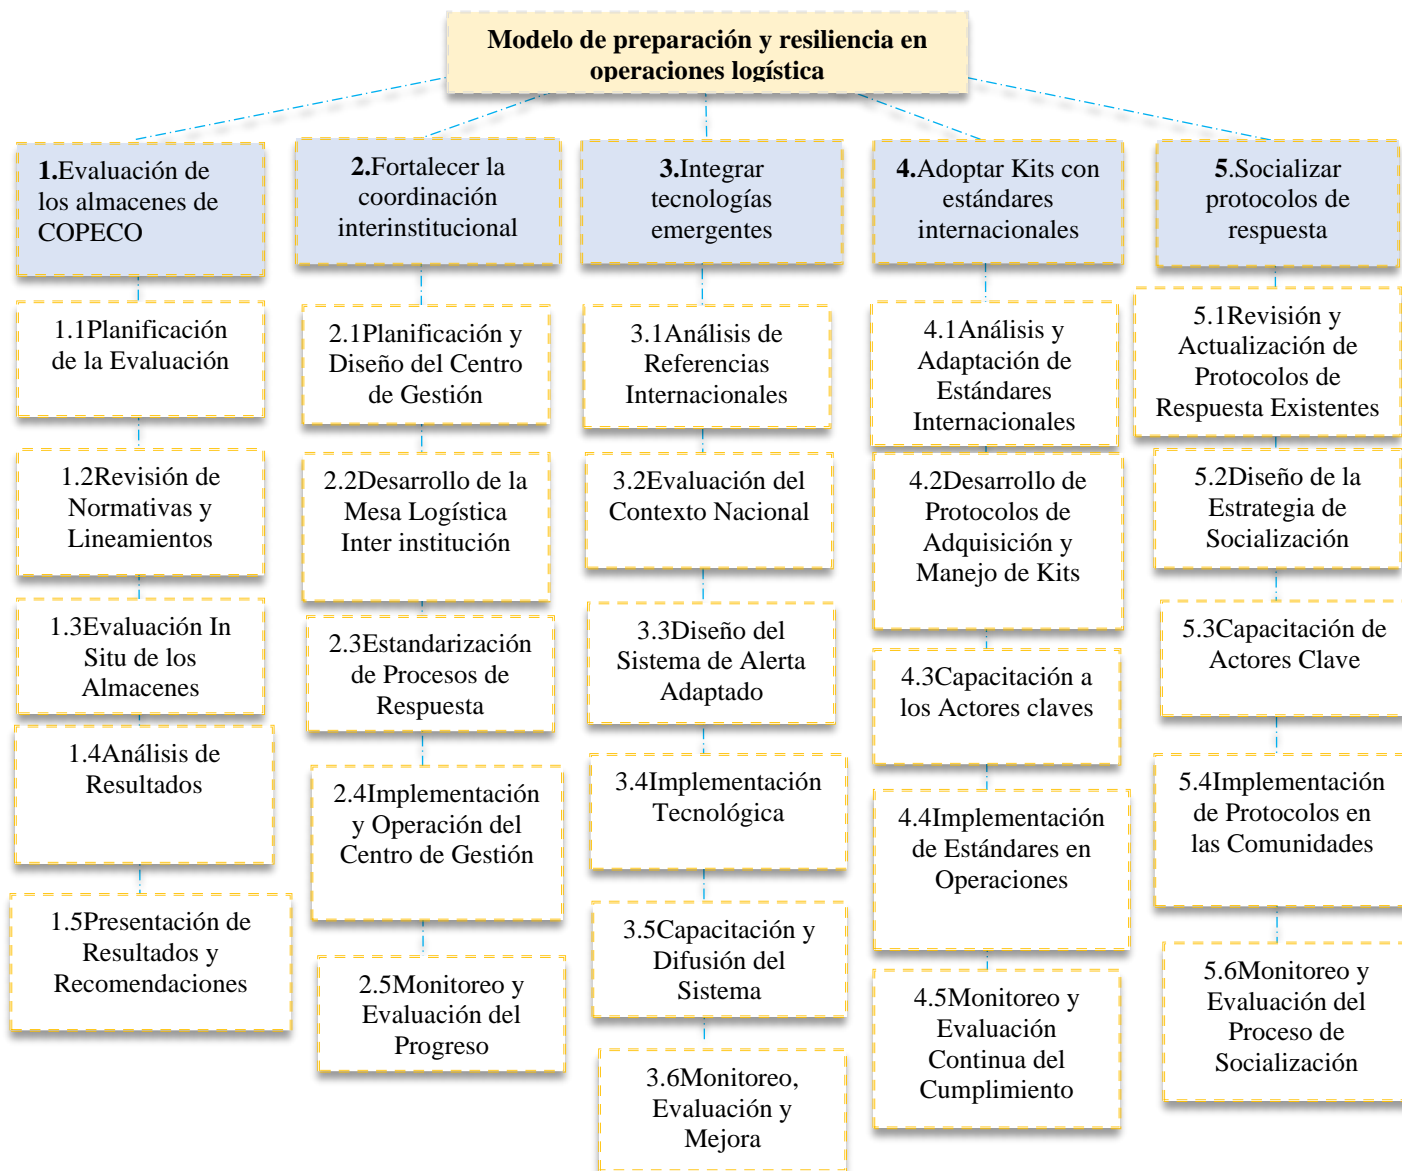 Modelo de preparación y resiliencia en
operaciones logística
1.Evaluación de
los almacenes de
COPECO
1.1Planificación
de la Evaluación
1.2Revisión de
Normativas y
Lineamientos
1.3Evaluación In
Situ de los
Almacenes
1.4Análisis de
Resultados
1.5Presentación de
Resultados y
Recomendaciones
2.Fortalecer la
coordinación
interinstitucional
2.1Planificación y
Diseño del Centro
de Gestión
2.2Desarrollo de la
Mesa Logística
Inter institución
2.3Estandarización
de Procesos de
Respuesta
2.4Implementación
y Operación del
Centro de Gestión
2.5Monitoreo y
Evaluación del
Progreso
3.Integrar
tecnologías
emergentes
3.1Análisis de
Referencias
Internacionales
3.2Evaluación del
Contexto Nacional
3.3Diseño del
Sistema de Alerta
Adaptado
3.4Implementación
Tecnológica
3.5Capacitación y
Difusión del
Sistema
3.6Monitoreo,
Evaluación y
Mejora
4.Adoptar Kits con
estándares
internacionales
4.1Análisis y
Adaptación de
Estándares
Internacionales
4.2Desarrollo de
Protocolos de
Adquisición y
Manejo de Kits
4.3Capacitación a
los Actores claves
4.4Implementación
de Estándares en
Operaciones
4.5Monitoreo y
Evaluación
Continua del
Cumplimiento
5.Socializar
protocolos de
respuesta
5.1Revisión y
Actualización de
Protocolos de
Respuesta Existentes
5.2Diseño de la
Estrategia de
Socialización
5.3Capacitación de
Actores Clave
5.4Implementación
de Protocolos en
las Comunidades
5.6Monitoreo y
Evaluación del
Proceso de
Socialización